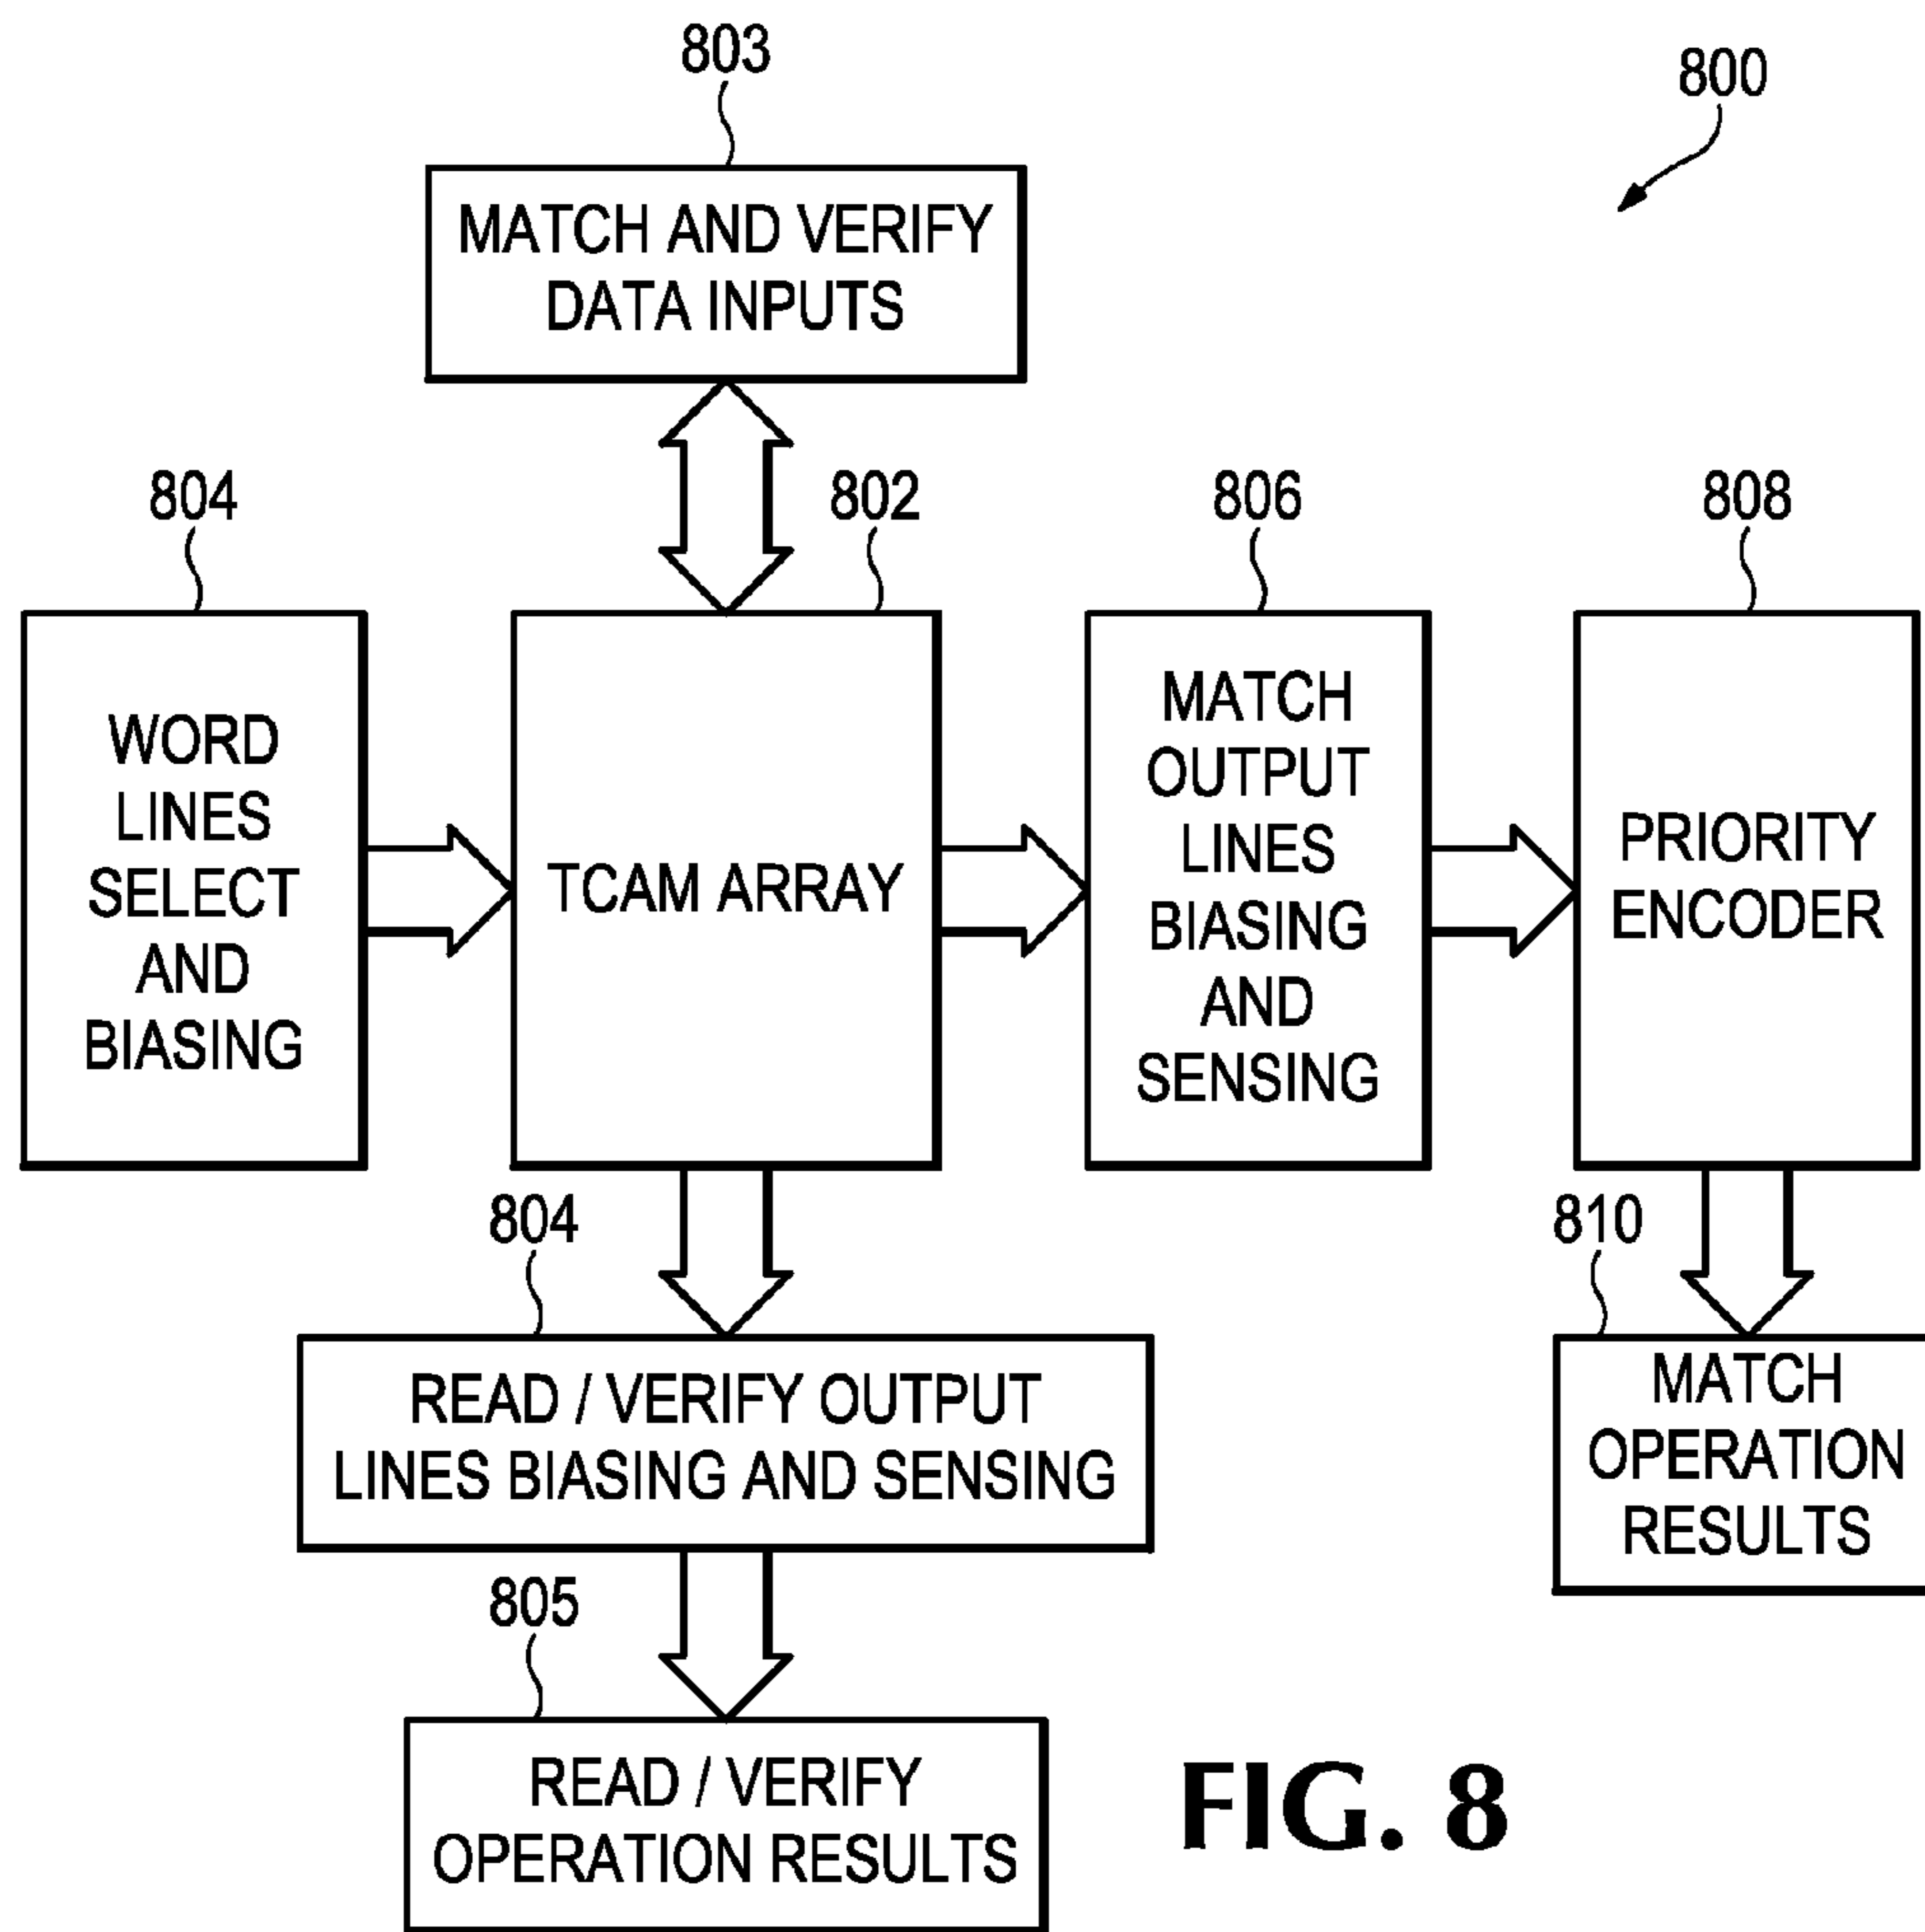 803
800
MATCH AND VERIFY
DATA INPUTS
804
802
806
808
WORD
LINES
SELECT
AND
BIASING
TCAM ARRAY
MATCH
OUTPUT
LINES
BIASING
AND
SENSING
PRIORITY
ENCODER
804
810
READ / VERIFY OUTPUT
LINES BIASING AND SENSING
MATCH
OPERATION
RESULTS
805
READ / VERIFY
OPERATION RESULTS
FIG. 8